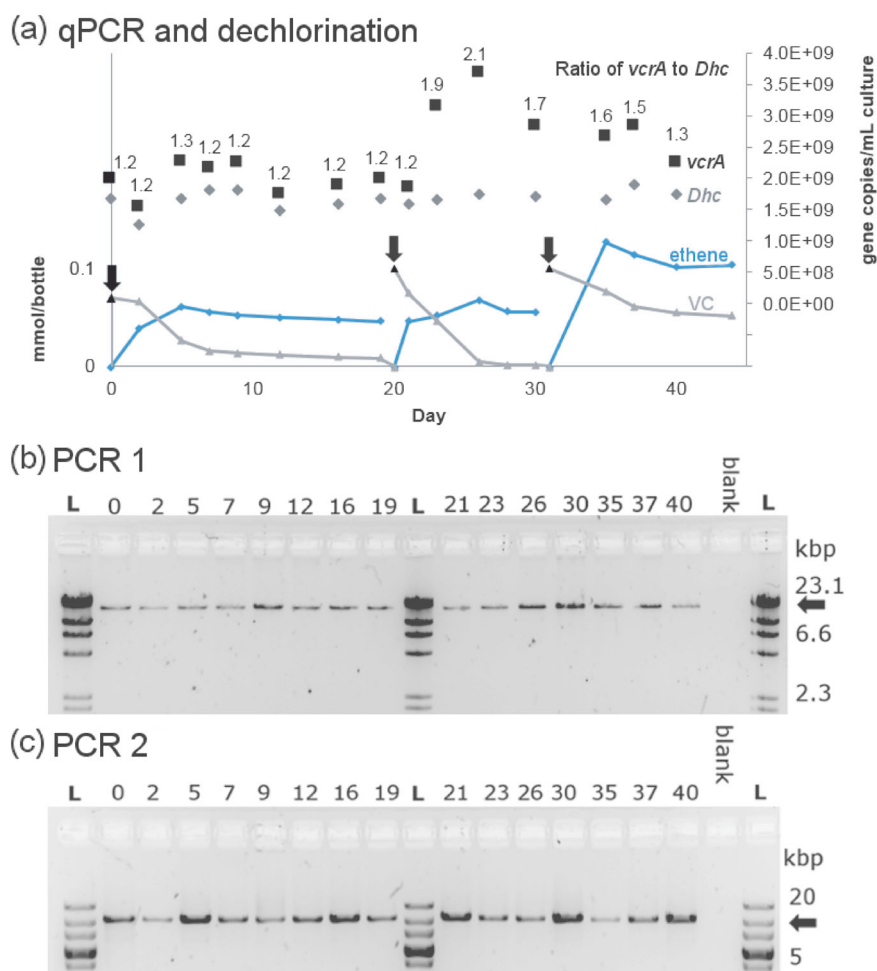 (a) qPCR and dechlorination
Ratio of vcrA to Dhc
4.0E+09
3.5E+09
3.0E+09
2.5E+09
2.0E+09
1.5E+09
1.0E+09
5.0E+08
0.0E+00
gene copies/mL culture
1.2
1.2
1.3
1.2
1.2
1.2
1.2
1.2
1.2
1.9
2.1
1.7
1.6
1.5
1.3
vcrA
Dhc
ethene
VC
0.1
0
mmol/bottle
0 10 20 30 40
Day
(b) PCR 1
L 0 2 5 7 9 12 16 19 L 21 23 26 30 35 37 40 blank L
kbp
23.1
6.6
2.3
(c) PCR 2
L 0 2 5 7 9 12 16 19 L 21 23 26 30 35 37 40 blank L
kbp
20
5